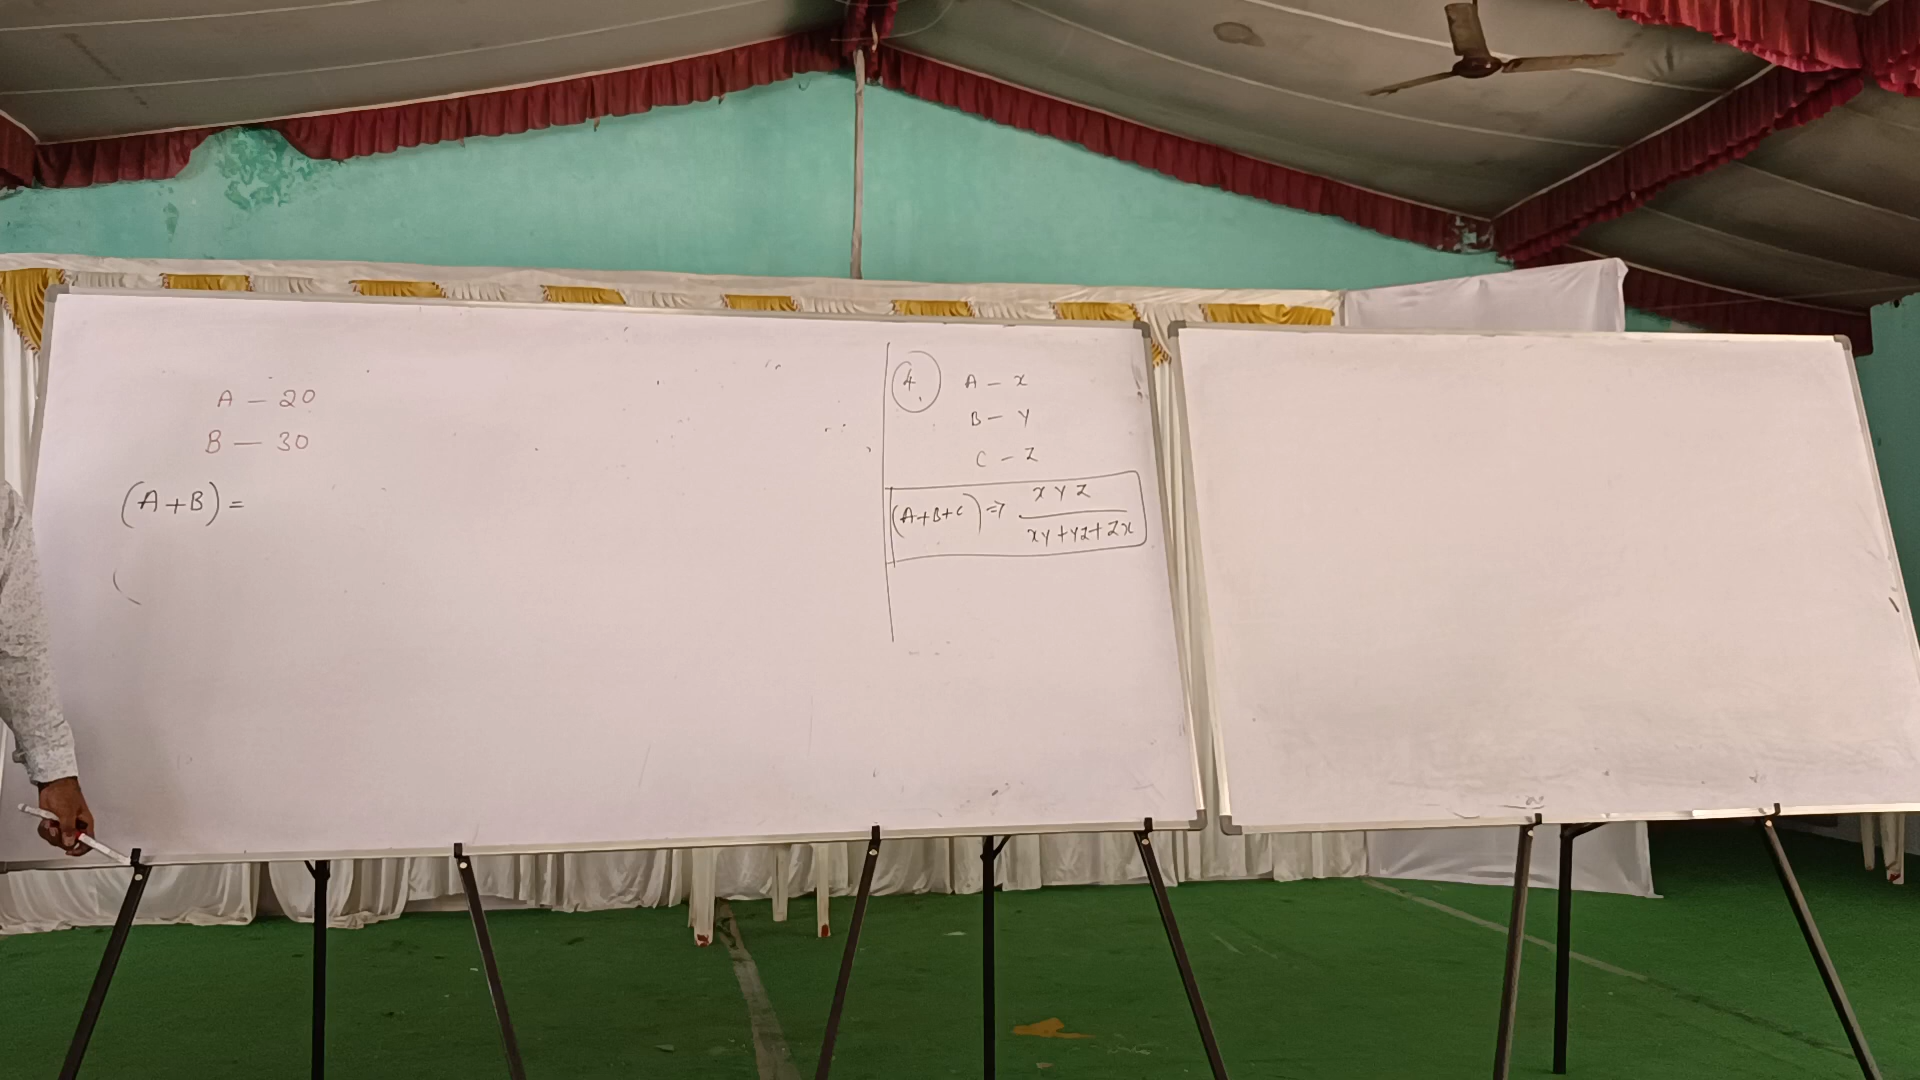 A - 20
B - 30
(A+B) =
(
4.
A - x
B - y
C - z
(A+B+C) => xyz / xy+yz+zx